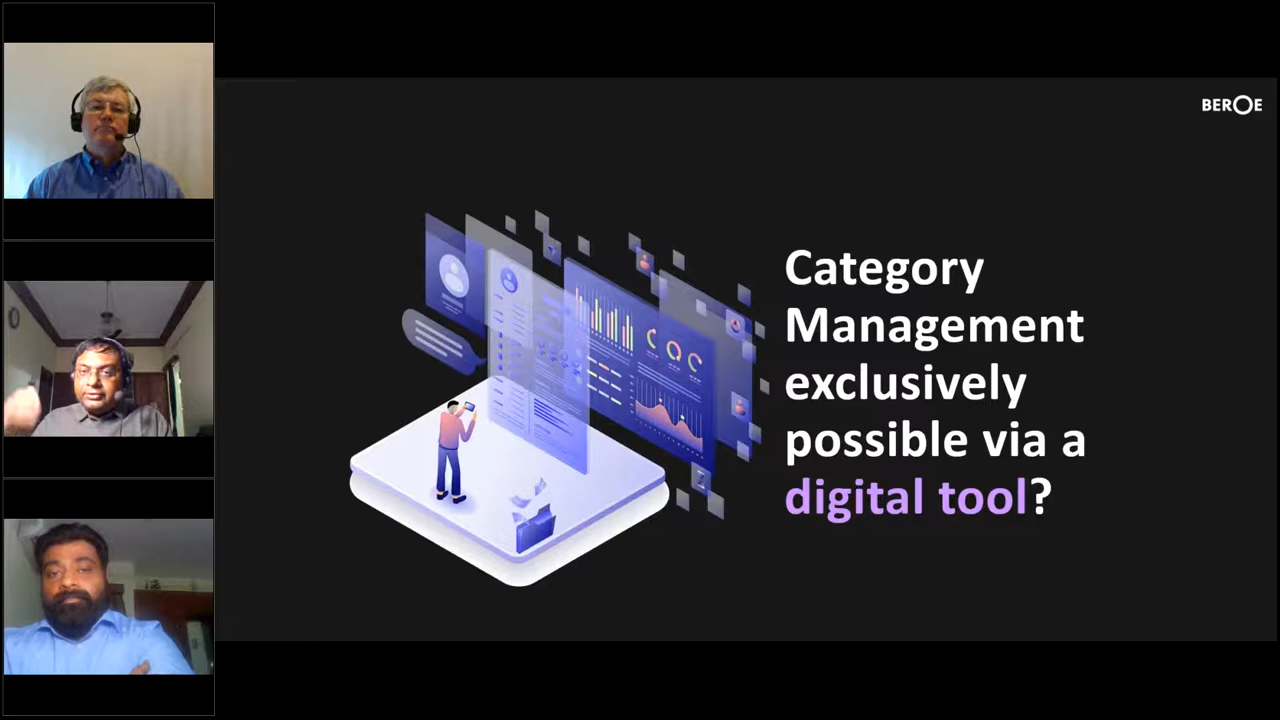 BEROE
Category
Management
exclusively
possible via a
digital tool?